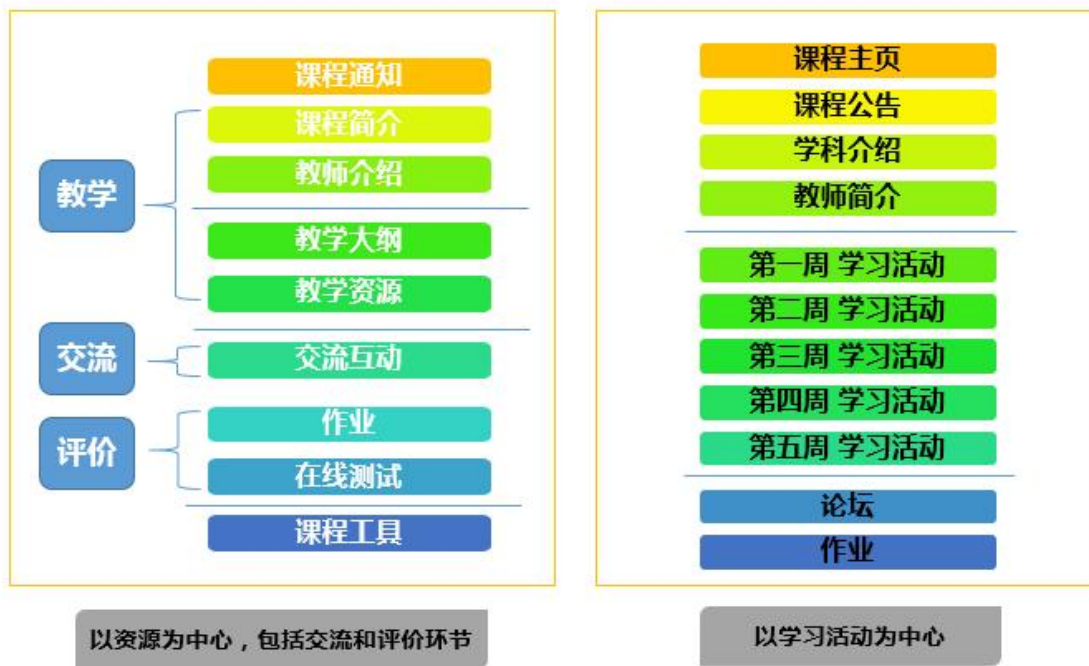 课程通知
课程简介
教师介绍
教学
教学大纲
教学资源
交流
交流互动
评价
作业
在线测试
课程工具
以资源为中心，包括交流和评价环节
课程主页
课程公告
学科介绍
教师简介
第一周 学习活动
第二周 学习活动
第三周 学习活动
第四周 学习活动
第五周 学习活动
论坛
作业
以学习活动为中心